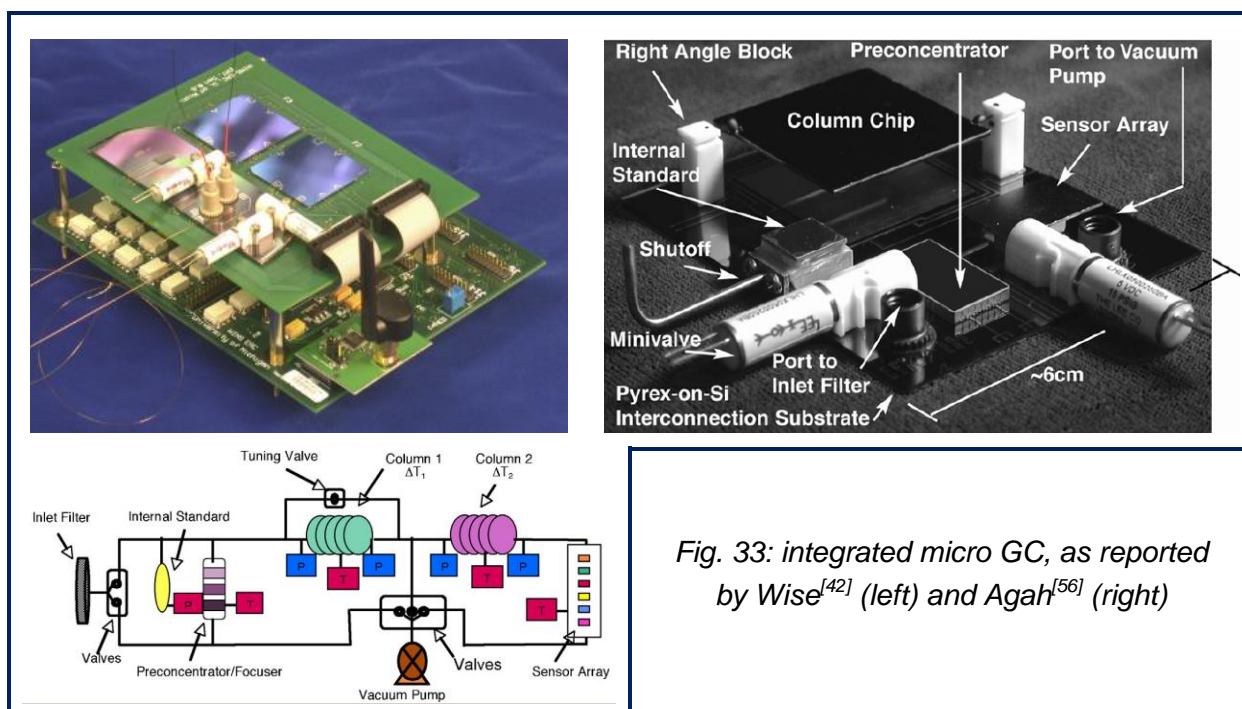 Right Angle Block
Preconcentrator
Port to Vacuum
Pump
Column Chip
Sensor Array
Internal
Standard
Shutoff
Minivalve
Port to
Inlet Filter
~6cm
Pyrex-on-Si
Interconnection Substrate
Tuning Valve
Column 1
ΔT₁
Column 2
ΔT₂
Inlet Filter
Internal Standard
P
P
P
P
T
T
P
T
T
Valves
Preconcentrator/Focuser
Valves
Vacuum Pump
Sensor Array
Fig. 33: integrated micro GC, as reported
by Wise[42] (left) and Agah[56] (right)